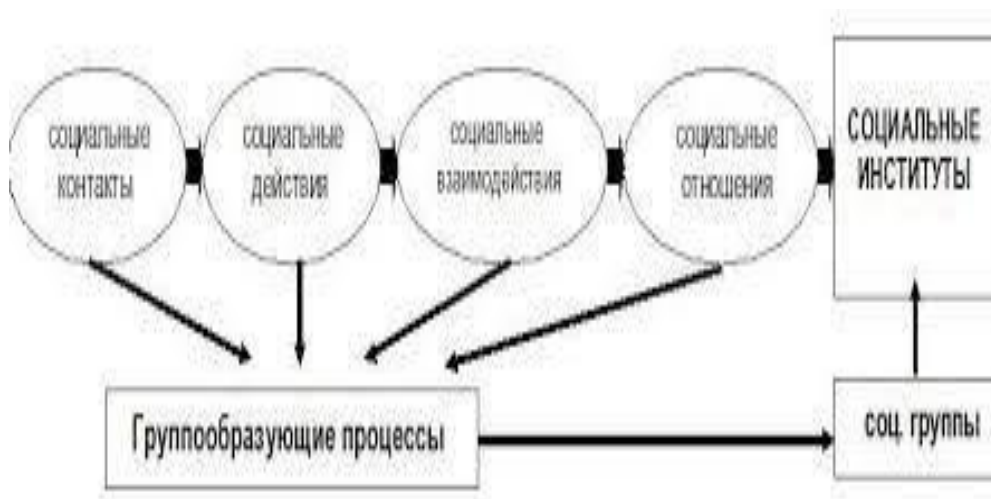 социальные
контакты
социальные
действия
социальные
взаимодействия
социальные
отношения
СОЦИАЛЬНЫЕ
ИНСТИТУТЫ
Группообразующие процессы
соц. группы